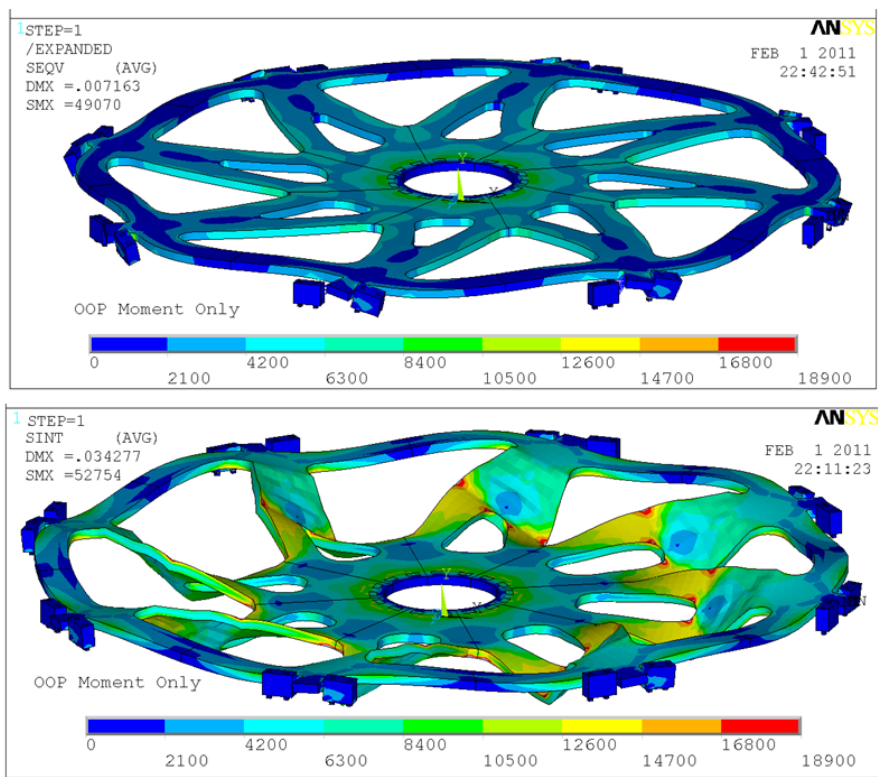 1 STEP=1
/EXPANDED
SEQV (AVG)
DMX =.007163
SMX =49070
ANSYS
FEB 1 2011
22:42:51
Y
X
OOP Moment Only
0 4200 8400 12600 16800
2100 6300 10500 14700 18900
1 STEP=1
SINT (AVG)
DMX =.034277
SMX =52754
ANSYS
FEB 1 2011
22:11:23
Y
X
OOP Moment Only
0 4200 8400 12600 16800
2100 6300 10500 14700 18900